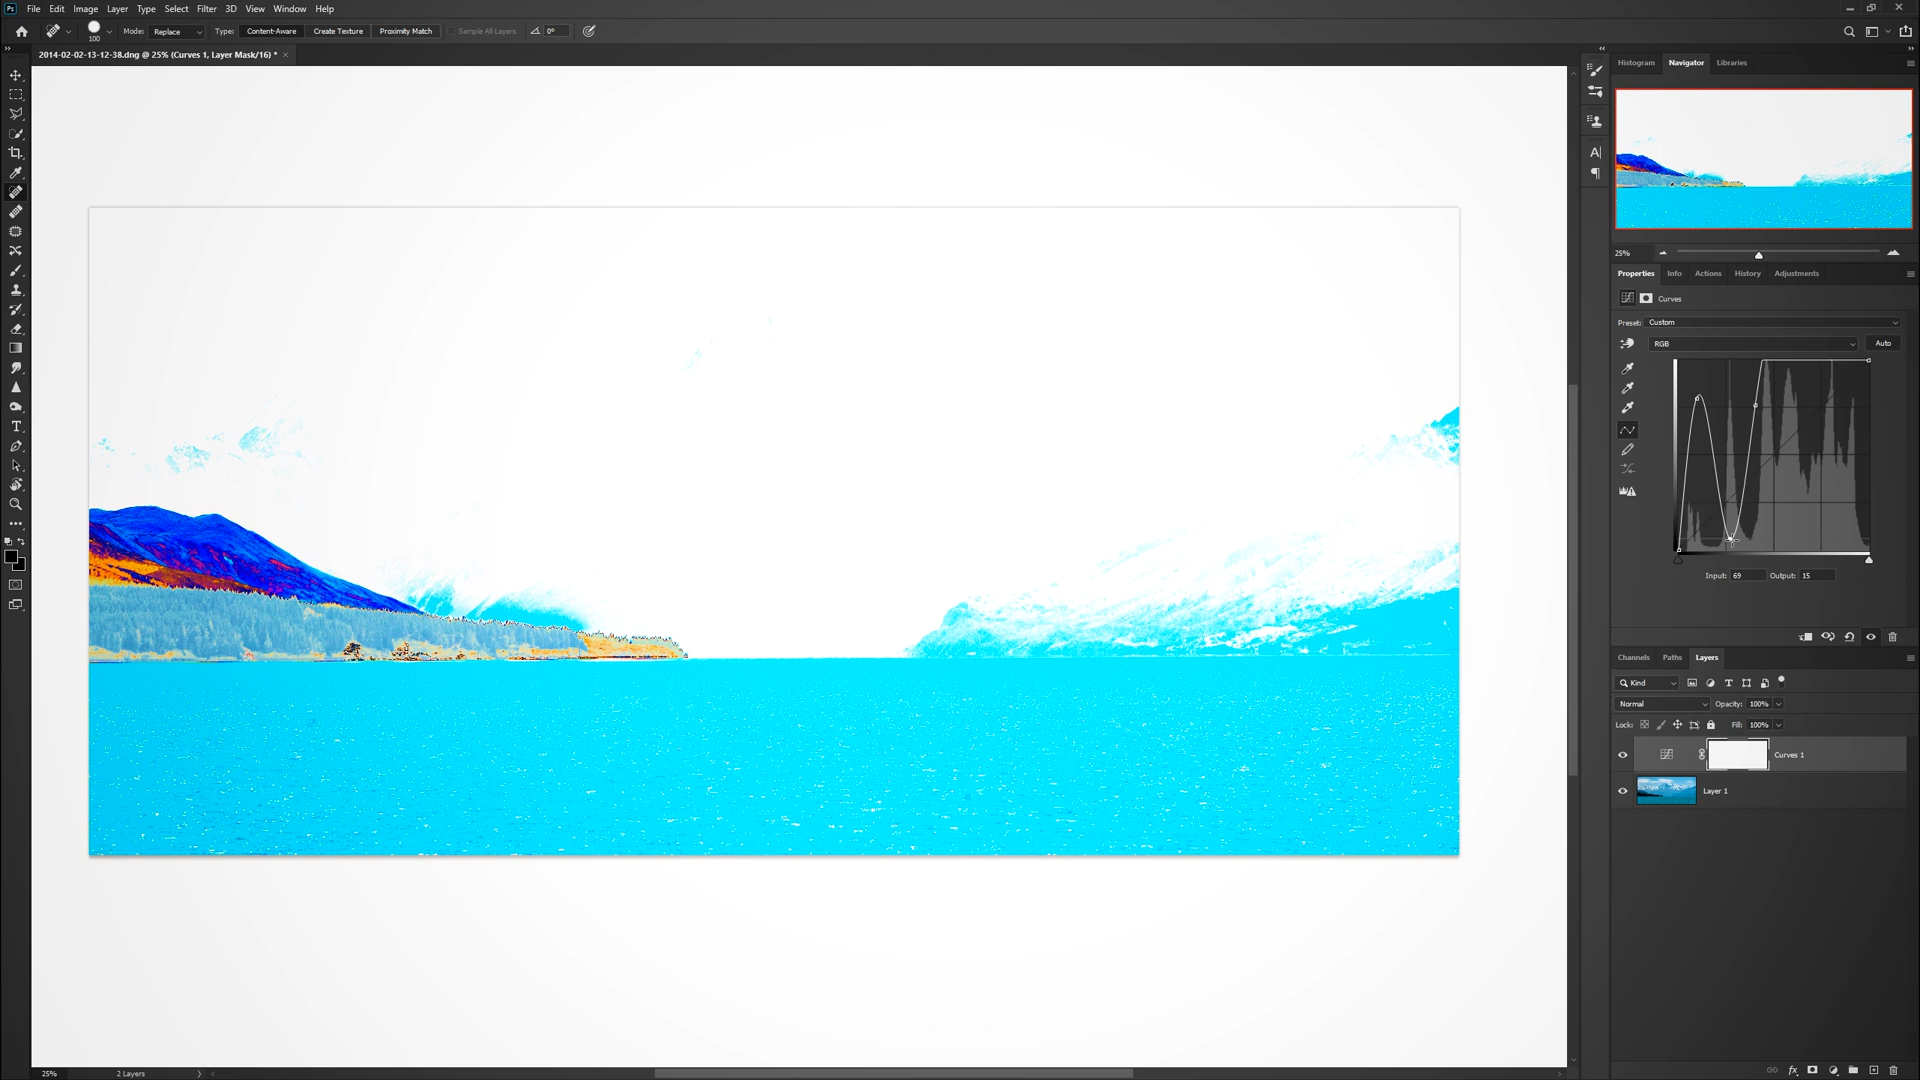 Ps File Edit Image Layer Type Select Filter 3D View Window Help
100 Mode: Replace Type: Content-Aware Create Texture Proximity Match Sample All Layers 0°
2014-02-02-13-12-38.dng @ 25% (Curves 1, Layer Mask/16) * ×
Histogram Navigator Libraries
25%
Properties Info Actions History Adjustments
Curves
Preset: Custom
RGB Auto
Input: 69 Output: 15
Channels Paths Layers
Kind
Normal Opacity: 100%
Lock: Fill: 100%
Curves 1
Layer 1
25% 2 Layers